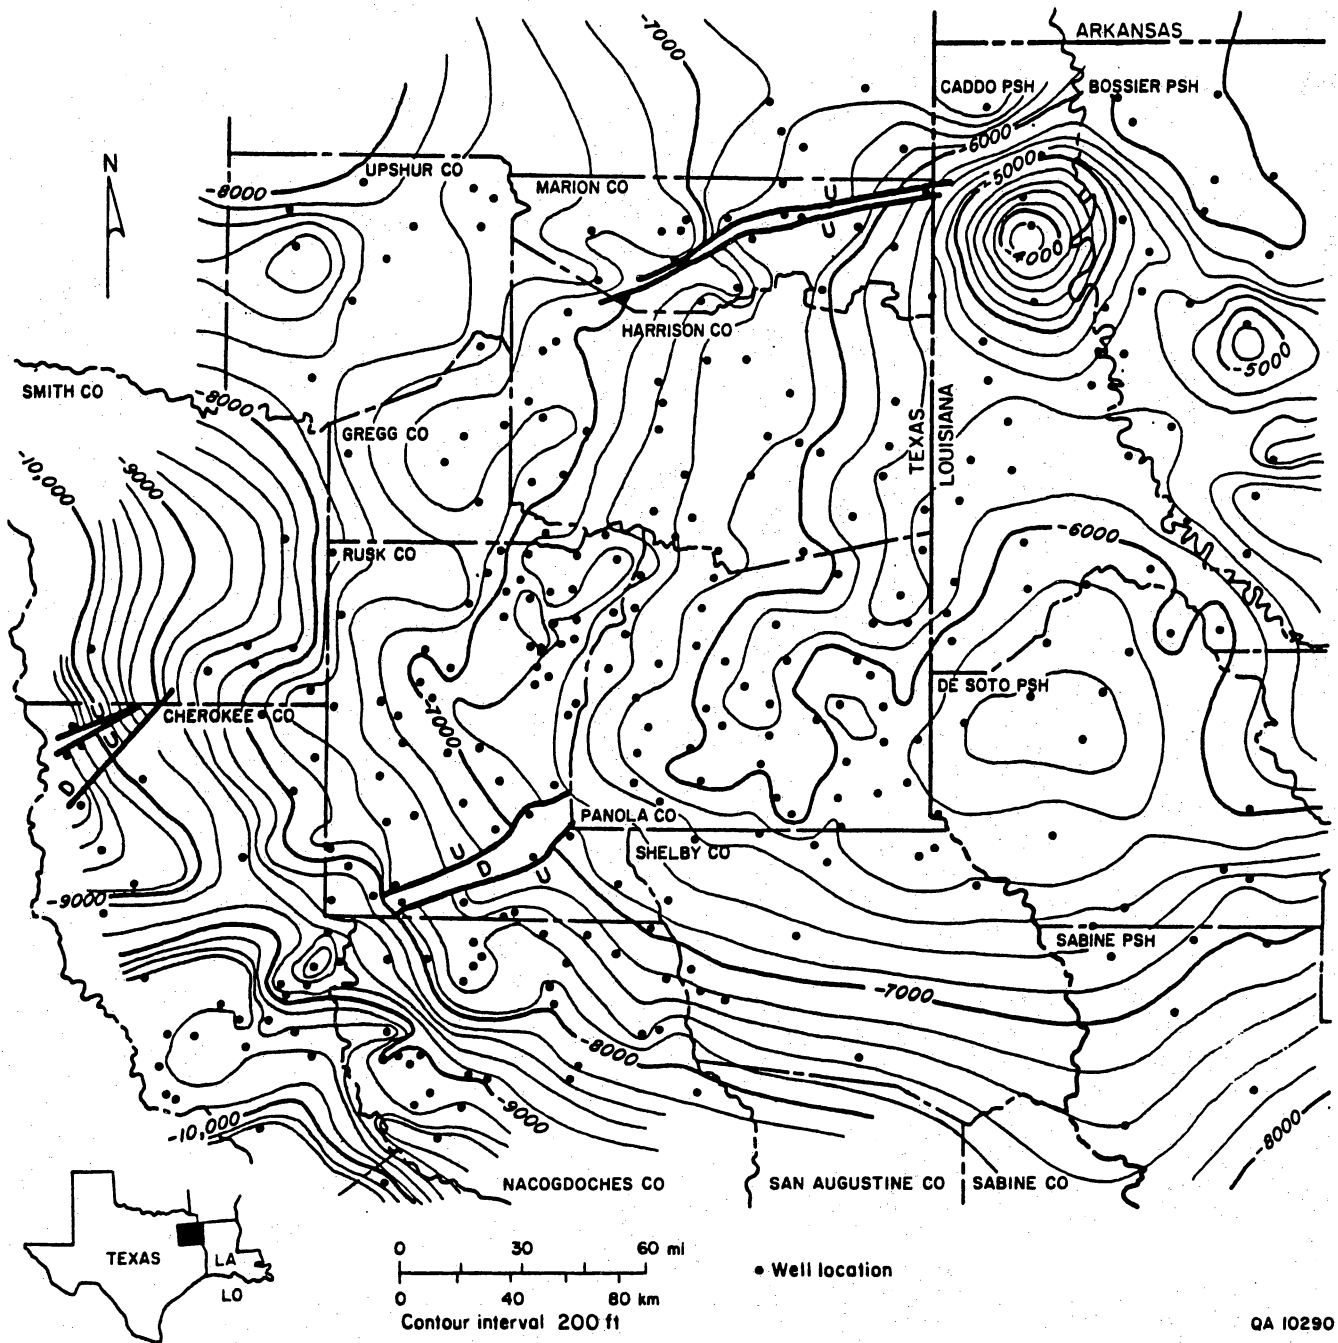 -7000
ARKANSAS
CADDO PSH
BOSSIER PSH
-6000
N
UPSHUR CO
-5000
-8000
MARION CO
U
D
U
-4000
HARRISON CO
-5000
SMITH CO
-8000
GREGG CO
TEXAS
LOUISIANA
-10,000
-9000
-6000
RUSK CO
DE SOTO PSH
CHEROKEE CO
U
D
U
D
-7000
PANOLA CO
SHELBY CO
U
D
U
-9000
SABINE PSH
-7000
-8000
-9000
-10,000
-8000
NACOGDOCHES CO
SAN AUGUSTINE CO
SABINE CO
TEXAS
LA
LO
0 30 60 mi
0 40 80 km
Contour interval 200 ft
Well location
QA 10290